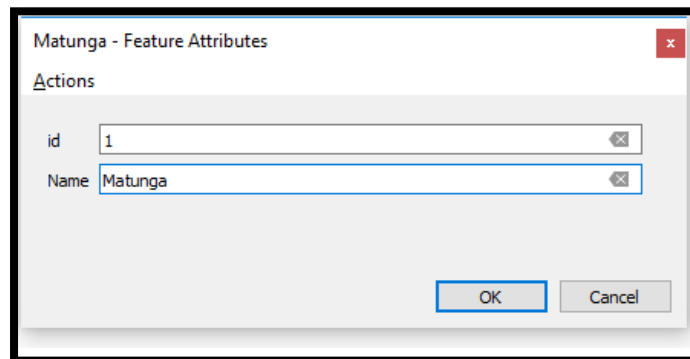 Matunga - Feature Attributes
x
Actions
id 1
Name Matunga
OK Cancel